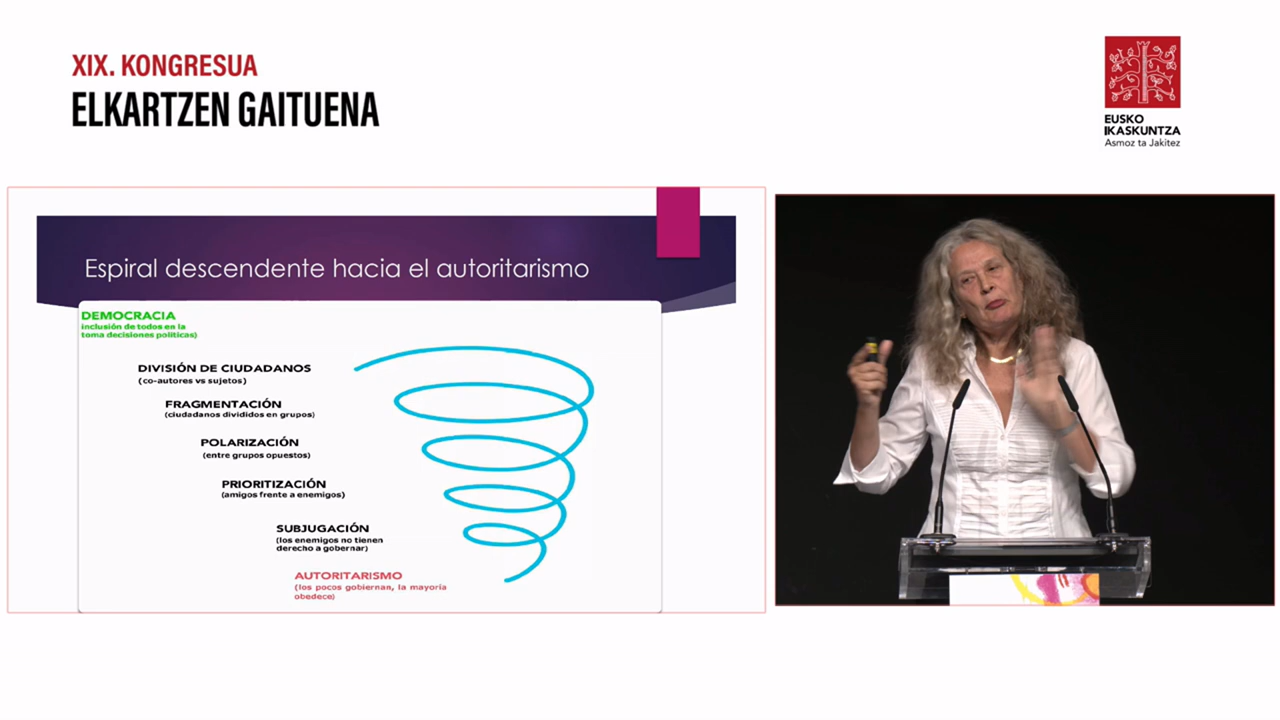 XIX. KONGRESUA
ELKARTZEN GAITUENA
EUSKO
IKASKUNTZA
Asmoz ta Jakitez
Espiral descendente hacia el autoritarismo
DEMOCRACIA
inclusión de todos en la
toma decisiones políticas)
DIVISIÓN DE CIUDADANOS
(co-autores vs sujetos)
FRAGMENTACIÓN
(ciudadanos divididos en grupos)
POLARIZACIÓN
(entre grupos opuestos)
PRIORITIZACIÓN
(amigos frente a enemigos)
SUBJUGACIÓN
(los enemigos no tienen
derecho a gobernar)
AUTORITARISMO
(los pocos gobiernan, la mayoría
obedece)